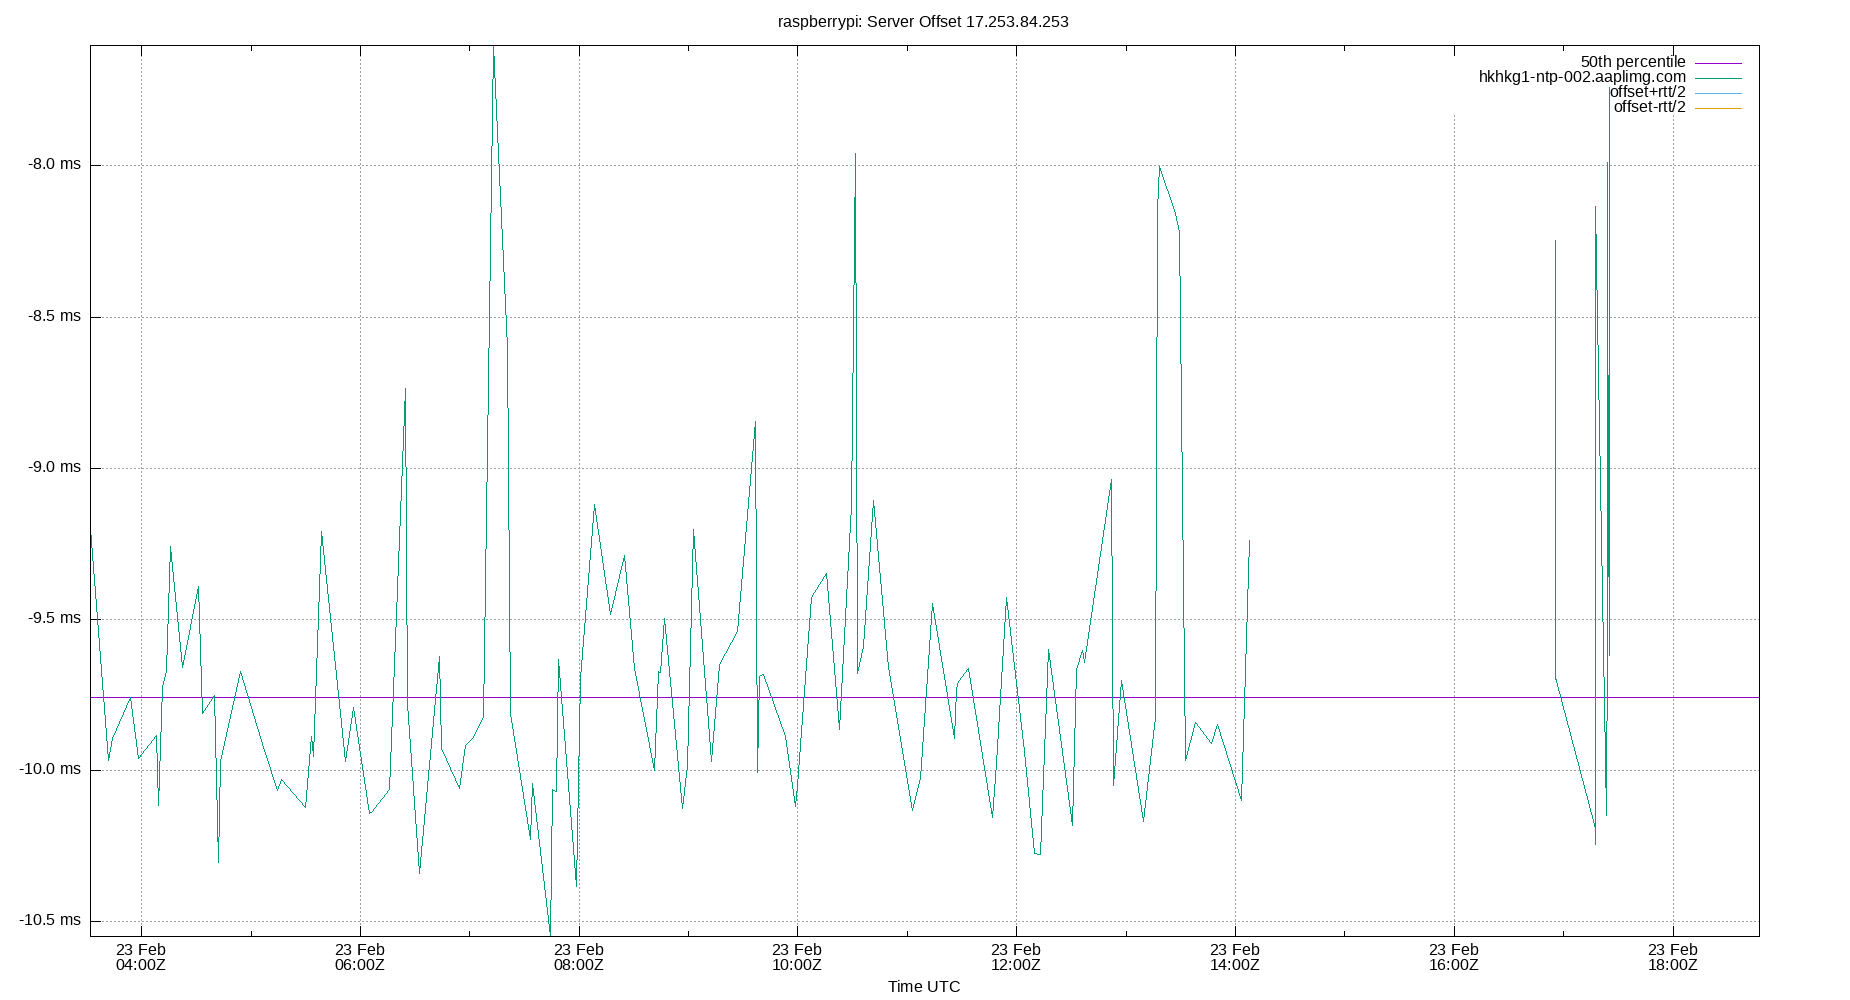 raspberrypi: Server Offset 17.253.84.253
50th percentile
hkhkg1-ntp-002.aaplimg.com
offset+rtt/2
offset-rtt/2
-8.0 ms
-8.5 ms
-9.0 ms
-9.5 ms
-10.0 ms
-10.5 ms
23 Feb 23 Feb 23 Feb 23 Feb 23 Feb 23 Feb 23 Feb 23 Feb
04:00Z 06:00Z 08:00Z 10:00Z 12:00Z 14:00Z 16:00Z 18:00Z
Time UTC